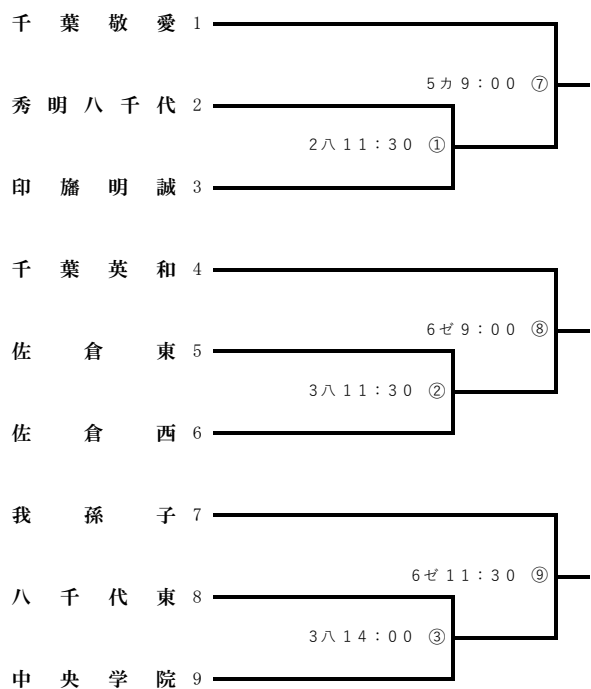 千葉敬愛 1
5カ 9:00 ⑦
秀明八千代 2
2八 11:30 ①
印旛明誠 3
千葉英和 4
6ゼ 9:00 ⑧
佐倉東 5
3八 11:30 ②
佐倉西 6
我孫子 7
6ゼ 11:30 ⑨
八千代東 8
3八 14:00 ③
中央学院 9